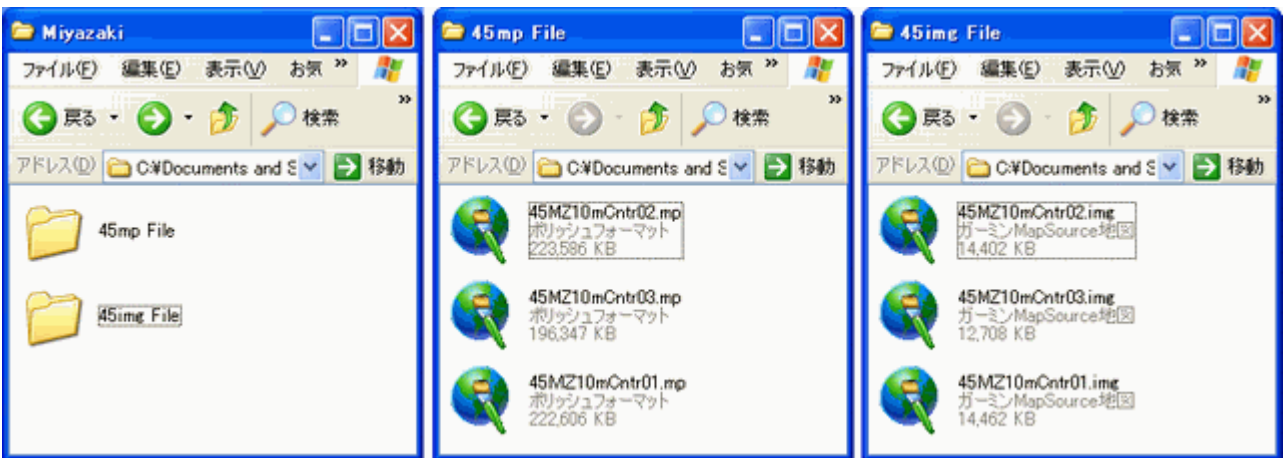 Miyazaki
ファイル(F) 編集(E) 表示(V) お気 »
戻る 検索 »
アドレス(D) C:¥Documents and S 移動
45mp File
45img File
45mp File
ファイル(F) 編集(E) 表示(V) お気 »
戻る 検索 »
アドレス(D) C:¥Documents and S 移動
45MZ10mCntr02.mp
ポリッシュフォーマット
223,586 KB
45MZ10mCntr03.mp
ポリッシュフォーマット
196,347 KB
45MZ10mCntr01.mp
ポリッシュフォーマット
222,606 KB
45img File
ファイル(F) 編集(E) 表示(V) お気 »
戻る 検索 »
アドレス(D) C:¥Documents and S 移動
45MZ10mCntr02.img
ガーミンMapSource地図
14,402 KB
45MZ10mCntr03.img
ガーミンMapSource地図
12,708 KB
45MZ10mCntr01.img
ガーミンMapSource地図
14,462 KB